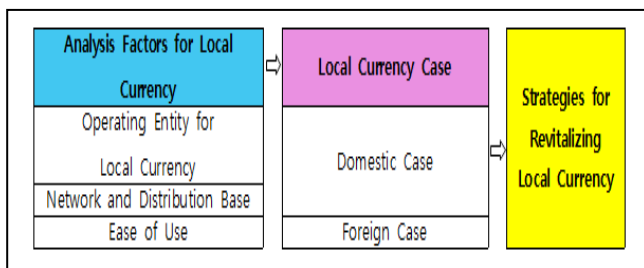 Analysis Factors for Local
Currency
Operating Entity for
Local Currency
Network and Distribution Base
Ease of Use
⇨
Local Currency Case
Domestic Case
Foreign Case
⇨
Strategies for
Revitalizing
Local Currency